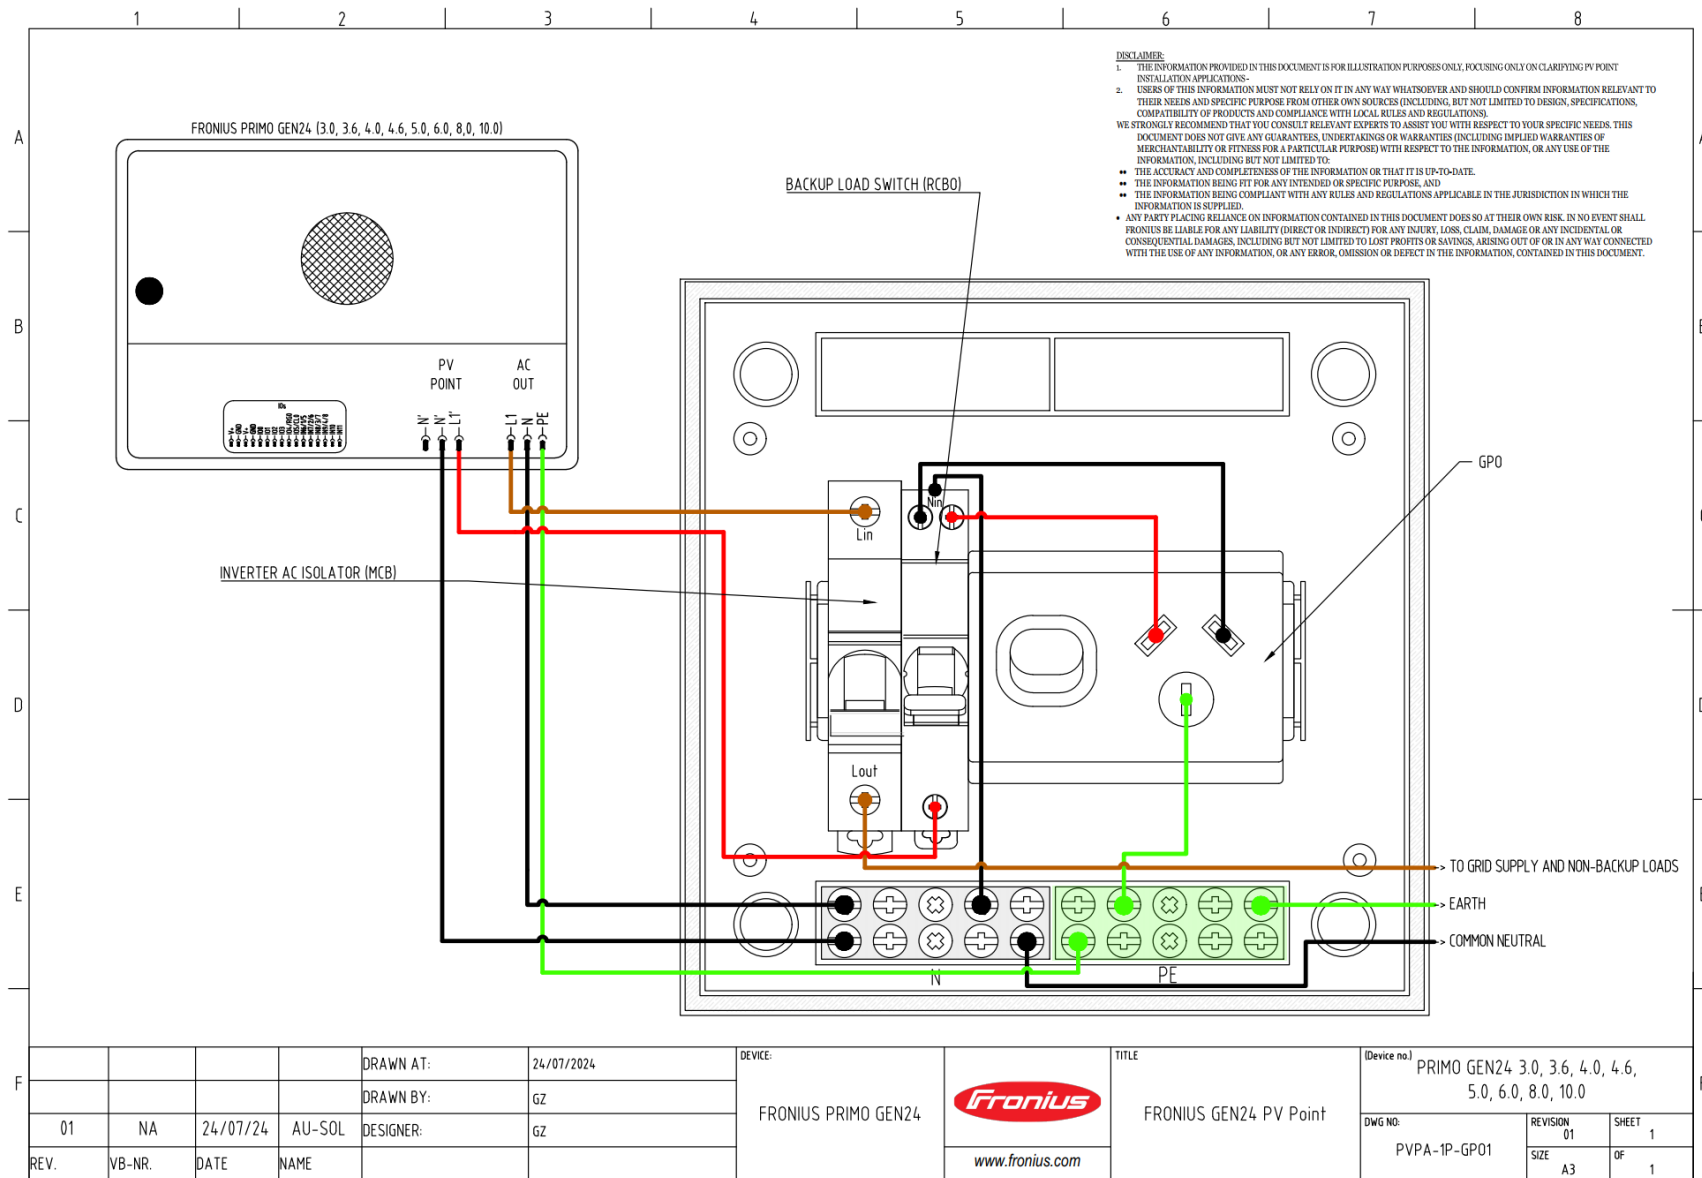 1 2 3 4 5 6 7 8
DISCLAIMER:
1. THE INFORMATION PROVIDED IN THIS DOCUMENT IS FOR ILLUSTRATION PURPOSES ONLY, FOCUSING ONLY ON CLARIFYING PV POINT
INSTALLATION APPLICATIONS-
2. USERS OF THIS INFORMATION MUST NOT RELY ON IT IN ANY WAY WHATSOEVER AND SHOULD CONFIRM INFORMATION RELEVANT TO
THEIR NEEDS AND SPECIFIC PURPOSE FROM OTHER OWN SOURCES (INCLUDING, BUT NOT LIMITED TO DESIGN, SPECIFICATIONS,
COMPATIBILITY OF PRODUCTS AND COMPLIANCE WITH LOCAL RULES AND REGULATIONS).
WE STRONGLY RECOMMEND THAT YOU CONSULT RELEVANT EXPERTS TO ASSIST YOU WITH RESPECT TO YOUR SPECIFIC NEEDS. THIS
DOCUMENT DOES NOT GIVE ANY GUARANTEES, UNDERTAKINGS OR WARRANTIES (INCLUDING IMPLIED WARRANTIES OF
MERCHANTABILITY OR FITNESS FOR A PARTICULAR PURPOSE) WITH RESPECT TO THE INFORMATION, OR ANY USE OF THE
INFORMATION, INCLUDING BUT NOT LIMITED TO:
•• THE ACCURACY AND COMPLETENESS OF THE INFORMATION OR THAT IT IS UP-TO-DATE.
•• THE INFORMATION BEING FIT FOR ANY INTENDED OR SPECIFIC PURPOSE, AND
•• THE INFORMATION BEING COMPLIANT WITH ANY RULES AND REGULATIONS APPLICABLE IN THE JURISDICTION IN WHICH THE
INFORMATION IS SUPPLIED.
• ANY PARTY PLACING RELIANCE ON INFORMATION CONTAINED IN THIS DOCUMENT DOES SO AT THEIR OWN RISK. IN NO EVENT SHALL
FRONIUS BE LIABLE FOR ANY LIABILITY (DIRECT OR INDIRECT) FOR ANY INJURY, LOSS, CLAIM, DAMAGE OR ANY INCIDENTAL OR
CONSEQUENTIAL DAMAGES, INCLUDING BUT NOT LIMITED TO LOST PROFITS OR SAVINGS, ARISING OUT OF OR IN ANY WAY CONNECTED
WITH THE USE OF ANY INFORMATION, OR ANY ERROR, OMISSION OR DEFECT IN THE INFORMATION, CONTAINED IN THIS DOCUMENT.
A
FRONIUS PRIMO GEN24 (3.0, 3.6, 4.0, 4.6, 5.0, 6.0, 8,0, 10.0)
BACKUP LOAD SWITCH (RCBO)
B
PV
POINT
AC
OUT
N' N' L1' L1 N PE
IOs
GPO
C
Nin
Lin
INVERTER AC ISOLATOR (MCB)
D
Lout
E
TO GRID SUPPLY AND NON-BACKUP LOADS
EARTH
COMMON NEUTRAL
N
PE
F
DRAWN AT: 24/07/2024
DRAWN BY: GZ
01 NA 24/07/24 AU-SOL DESIGNER: GZ
REV. VB-NR. DATE NAME
DEVICE:
FRONIUS PRIMO GEN24
Fronius
www.fronius.com
TITLE
FRONIUS GEN24 PV Point
(Device no.)
PRIMO GEN24 3.0, 3.6, 4.0, 4.6,
5.0, 6.0, 8.0, 10.0
DWG NO:
PVPA-1P-GPO1
REVISION
01
SHEET
1
SIZE
A3
OF
1